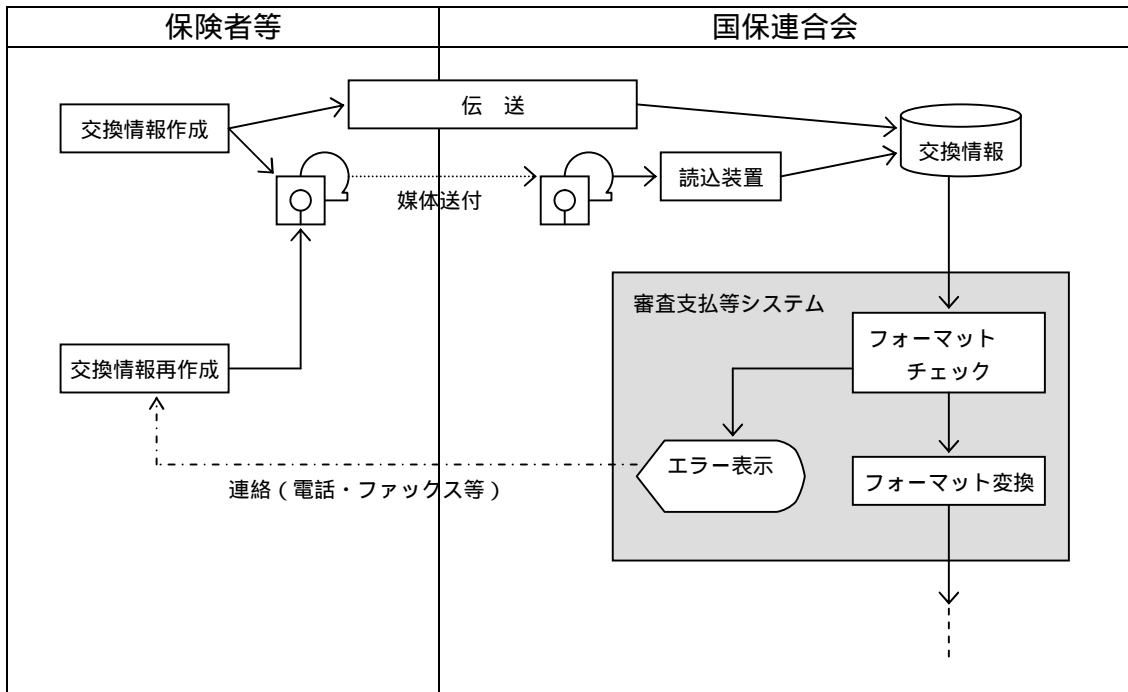 保険者等
国保連合会
伝　送
交換情報作成
交換情報
読込装置
媒体送付
審査支払等システム
フォーマット
チェック
交換情報再作成
エラー表示
フォーマット変換
連絡（電話・ファックス等）